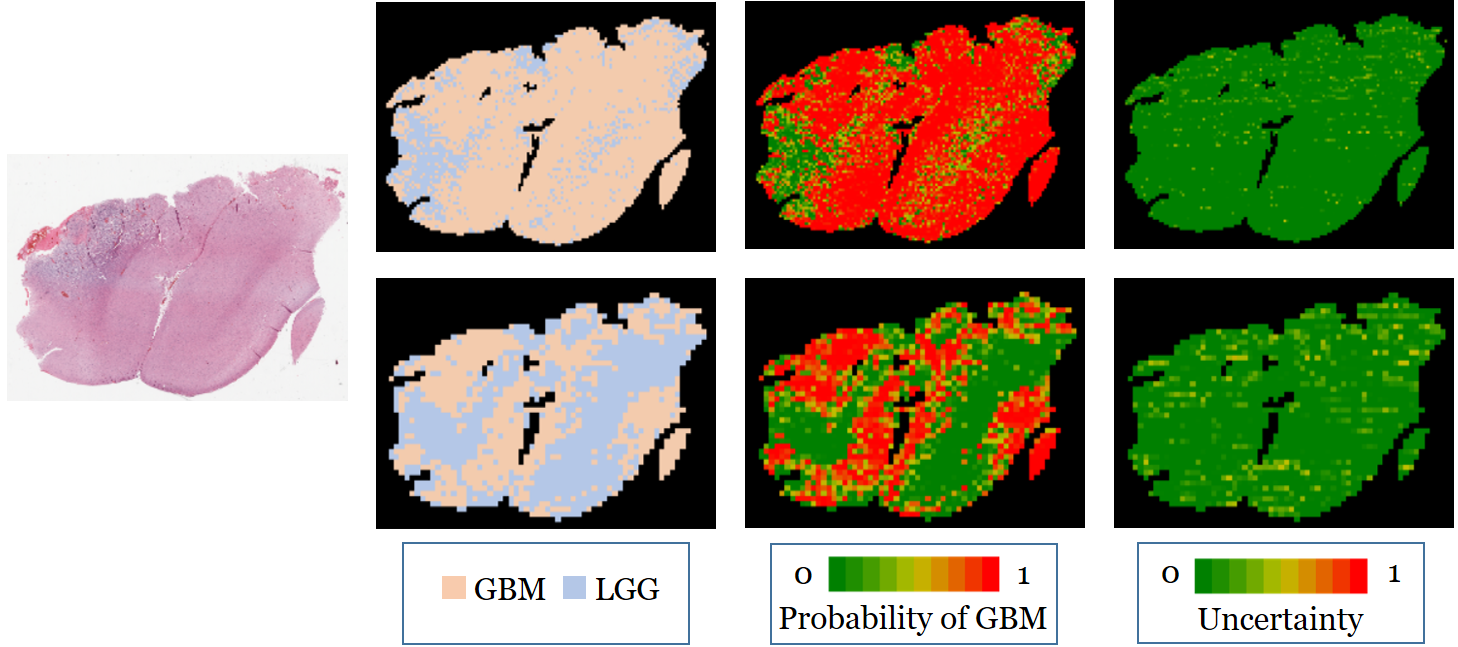 GBM LGG
0 1
Probability of GBM
0 1
Uncertainty